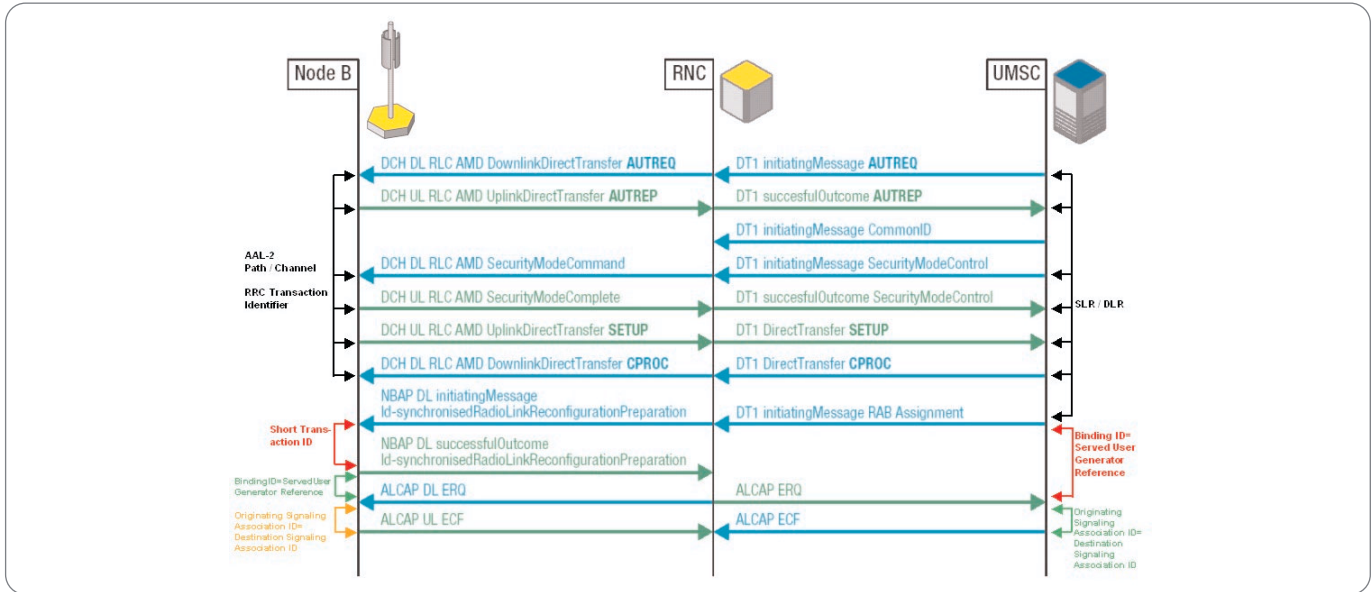 Node B
RNC
UMSC
DCH DL RLC AMD DownlinkDirectTransfer AUTREQ
DT1 initiatingMessage AUTREQ
DCH UL RLC AMD UplinkDirectTransfer AUTREP
DT1 succesfulOutcome AUTREP
DT1 initiatingMessage CommonID
AAL-2
Path / Channel
DCH DL RLC AMD SecurityModeCommand
DT1 initiatingMessage SecurityModeControl
RRC Transaction
Identifier
DCH UL RLC AMD SecurityModeComplete
DT1 succesfulOutcome SecurityModeControl
SLR / DLR
DCH UL RLC AMD UplinkDirectTransfer SETUP
DT1 DirectTransfer SETUP
DCH DL RLC AMD DownlinkDirectTransfer CPROC
DT1 DirectTransfer CPROC
NBAP DL initiatingMessage
Id-synchronisedRadioLinkReconfigurationPreparation
DT1 initiatingMessage RAB Assignment
Short Trans-
action ID
NBAP DL successfulOutcome
Id-synchronisedRadioLinkReconfigurationPreparation
Binding ID=
Served User
Generator
Reference
BindingID=ServedUser
Generator Reference
ALCAP DL ERQ
ALCAP ERQ
Originating Signaling
Association ID=
Destination Signaling
Association ID
ALCAP UL ECF
ALCAP ECF
Originating
Signaling
Association ID=
Destination
Signaling
Association ID